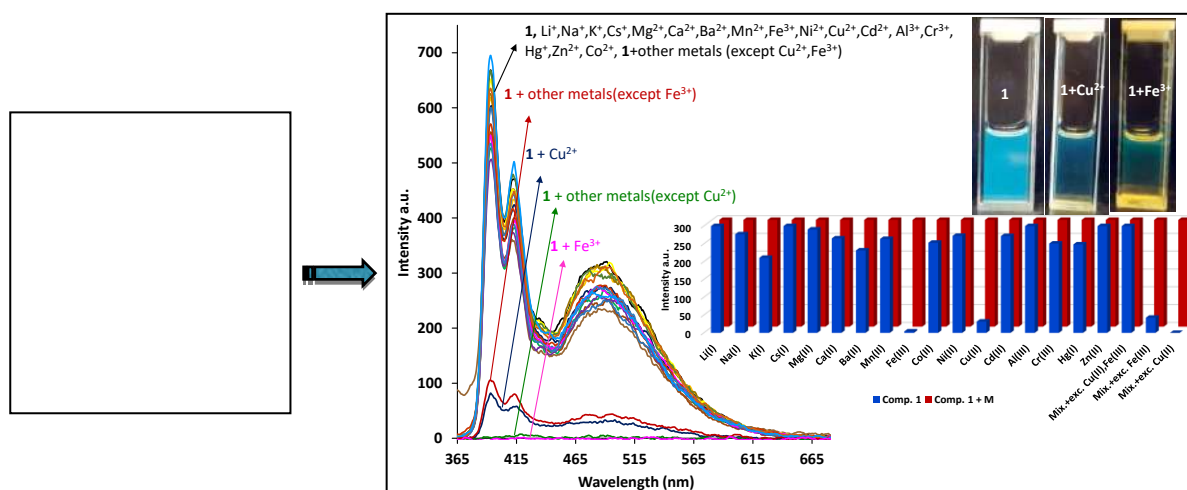 1, Li⁺,Na⁺,K⁺,Cs⁺,Mg²⁺,Ca²⁺,Ba²⁺,Mn²⁺,Fe³⁺,Ni²⁺,Cu²⁺,Cd²⁺, Al³⁺,Cr³⁺,
Hg⁺,Zn²⁺, Co²⁺, 1+other metals (except Cu²⁺,Fe³⁺)
1 + other metals(except Fe³⁺)
1 + Cu²⁺
1 + other metals(except Cu²⁺)
1 + Fe³⁺
Intensity a.u.
700
600
500
400
300
200
100
0
365 415 465 515 565 615 665
Wavelength (nm)
1
1+Cu²⁺
1+Fe³⁺
Intensity a.u.
300
250
200
150
100
50
0
Li(I)
Na(I)
K(I)
Cs(I)
Mg(II)
Ca(II)
Ba(II)
Mn(II)
Fe(III)
Co(II)
Ni(II)
Cu(II)
Cd(II)
Al(III)
Cr(III)
Hg(I)
Zn(II)
Mix.+exc. Cu(II),Fe(III)
Mix.+exc. Fe(III)
Mix.+exc. Cu(II)
Comp. 1 Comp. 1 + M